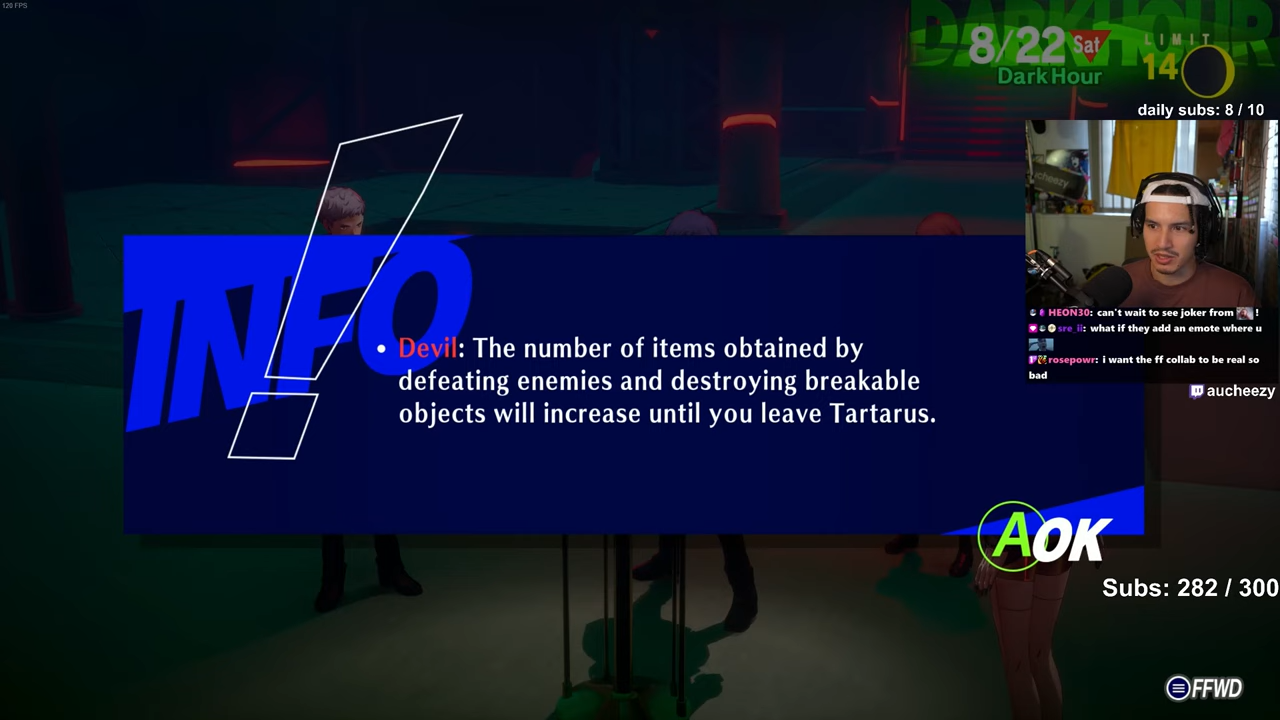 120 FPS
DARK HOUR
8/22 Sat
Dark Hour
LIMIT
14
daily subs: 8 / 10
aucheezy
HEON30: can't wait to see joker from !
sre_ii: what if they add an emote where u
rosepowr: i want the ff collab to be real so
bad
aucheezy
INFO
• Devil: The number of items obtained by
defeating enemies and destroying breakable
objects will increase until you leave Tartarus.
A OK
Subs: 282 / 300
FFWD